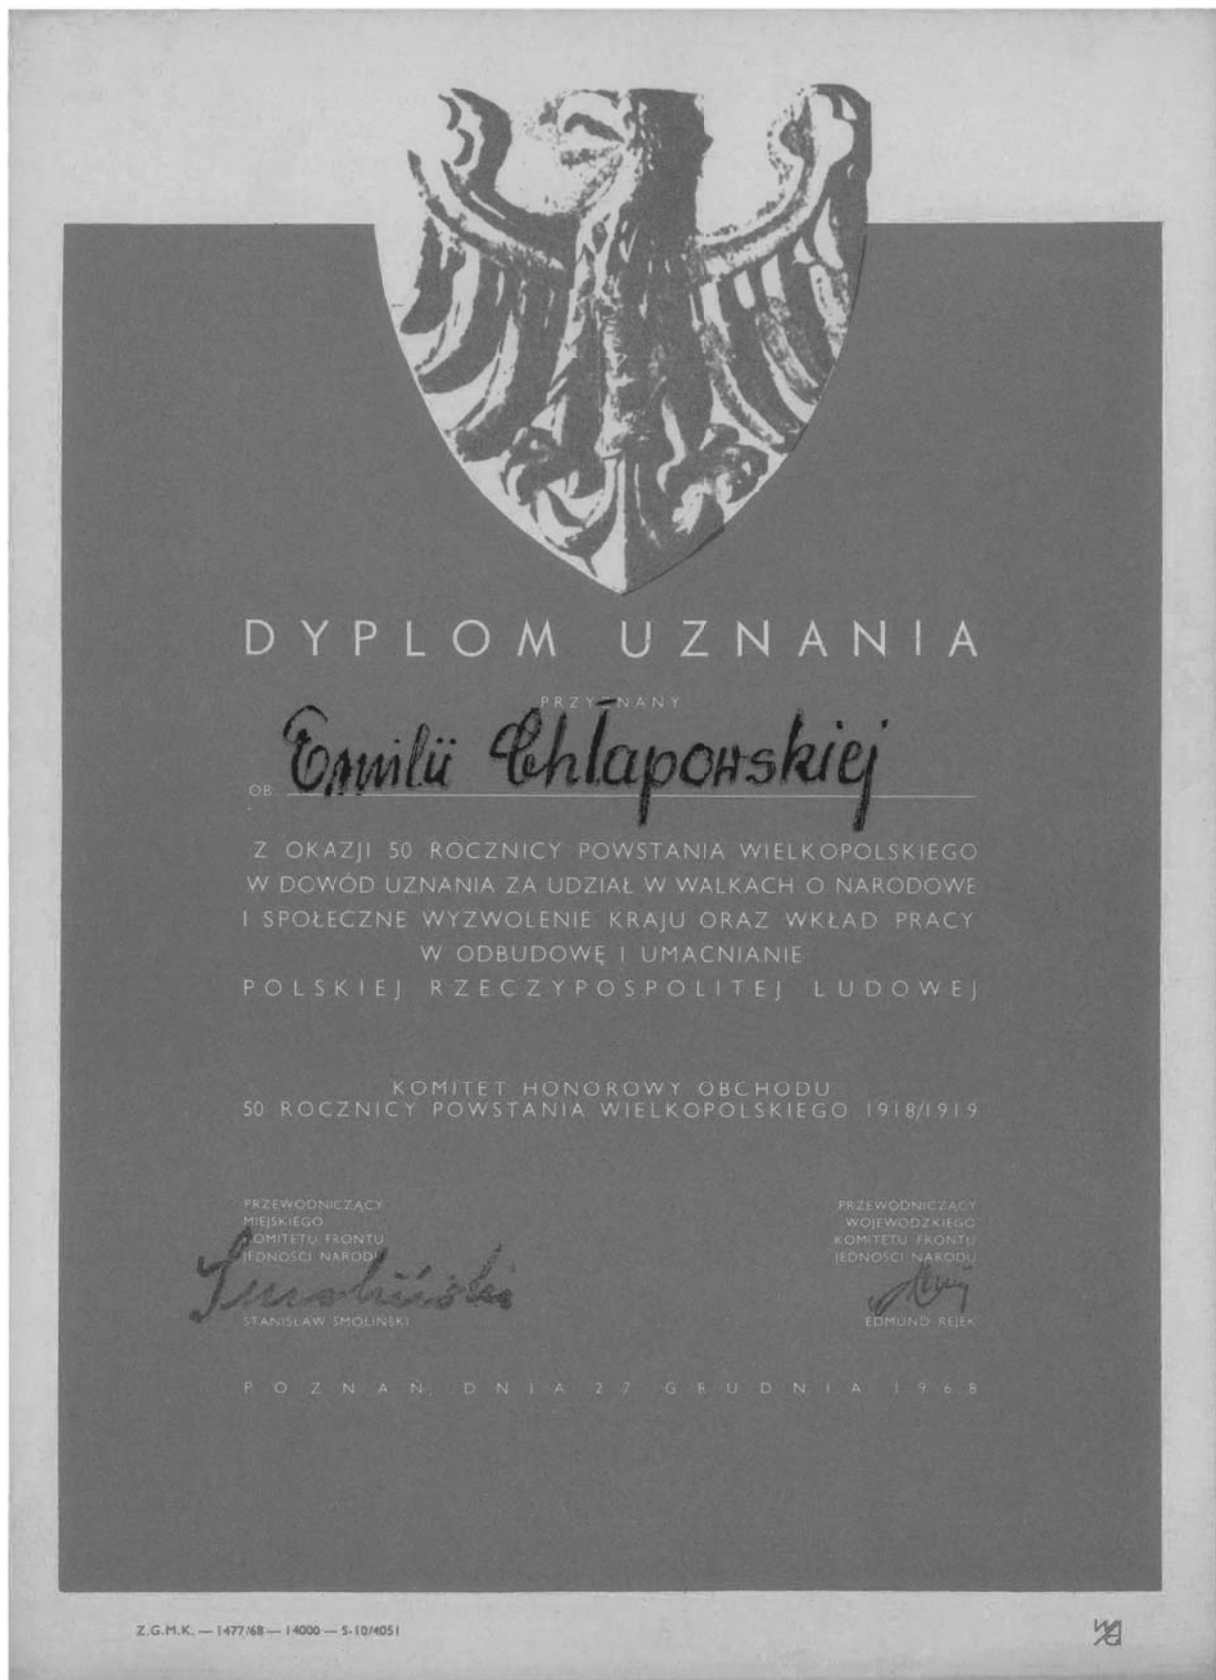 DYPLOM UZNANIA
PRZYZNANY
OB. Emilii Chłapowskiej
Z OKAZJI 50 ROCZNICY POWSTANIA WIELKOPOLSKIEGO
W DOWÓD UZNANIA ZA UDZIAŁ W WALKACH O NARODOWE
I SPOŁECZNE WYZWOLENIE KRAJU ORAZ WKŁAD PRACY
W ODBUDOWĘ I UMACNIANIE
POLSKIEJ RZECZYPOSPOLITEJ LUDOWEJ
KOMITET HONOROWY OBCHODU
50 ROCZNICY POWSTANIA WIELKOPOLSKIEGO 1918/1919
PRZEWODNICZĄCY
MIEJSKIEGO
KOMITETU FRONTU
JEDNOŚCI NARODU
Smoliński
STANISŁAW SMOLIŃSKI
PRZEWODNICZĄCY
WOJEWÓDZKIEGO
KOMITETU FRONTU
JEDNOŚCI NARODU
EDMUND REJEK
POZNAŃ, DNIA 27 GRUDNIA 1968
Z.G.M.K. — 1477/68 — 14000 — S-10/4051